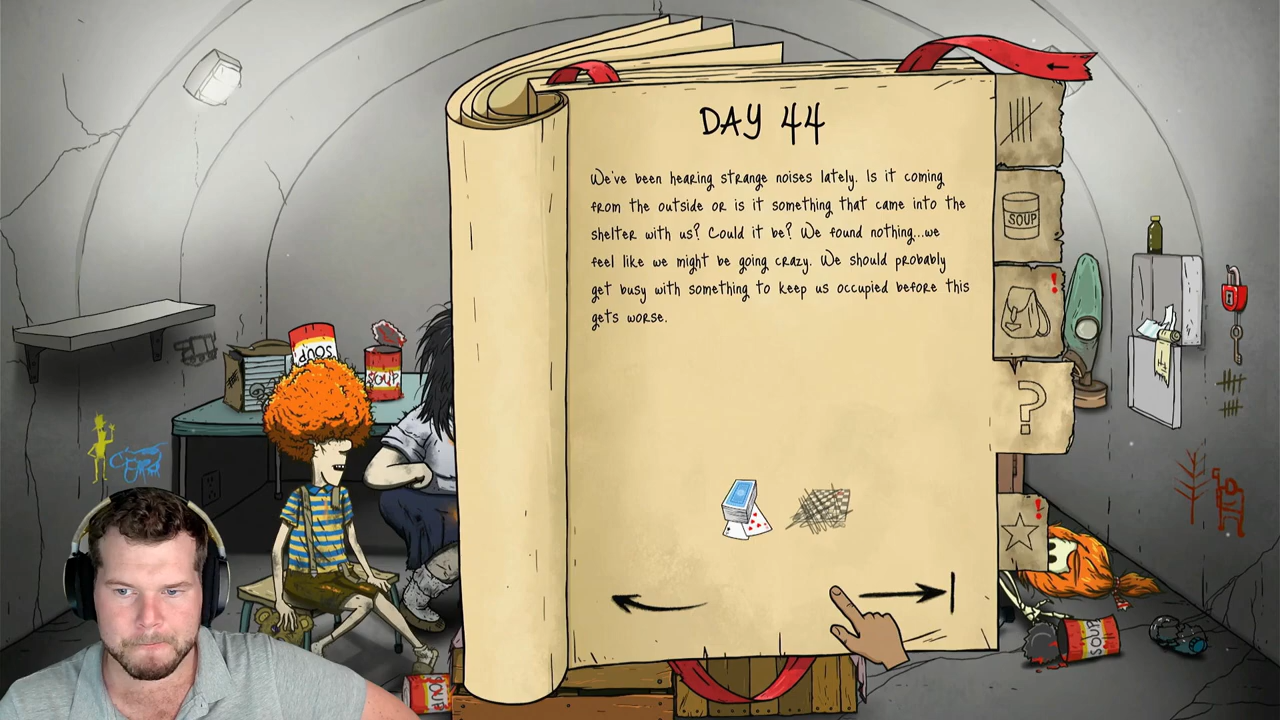 DAY 44
We've been hearing strange noises lately. Is it coming
from the outside or is it something that came into the
shelter with us? Could it be? We found nothing...we
feel like we might be going crazy. We should probably
get busy with something to keep us occupied before this
gets worse.
SOUP
!
?
!
SOUP
SOUP
SOUP
SOUP